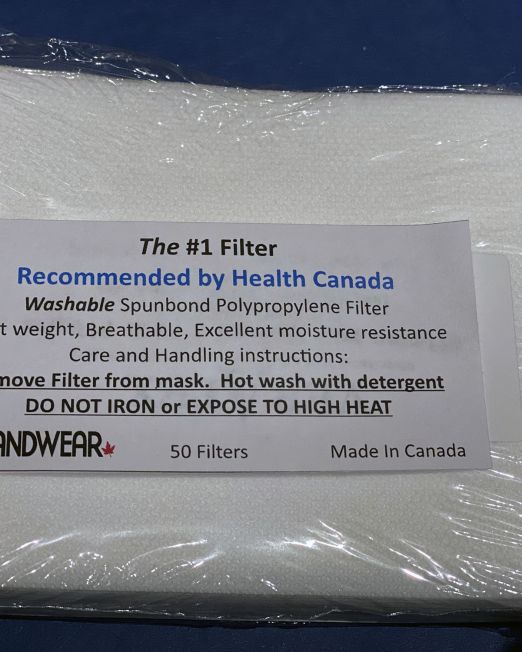 The #1 Filter
Recommended by Health Canada
Washable Spunbond Polypropylene Filter
t weight, Breathable, Excellent moisture resistance
Care and Handling instructions:
move Filter from mask. Hot wash with detergent
DO NOT IRON or EXPOSE TO HIGH HEAT
ANDWEAR 50 Filters Made In Canada